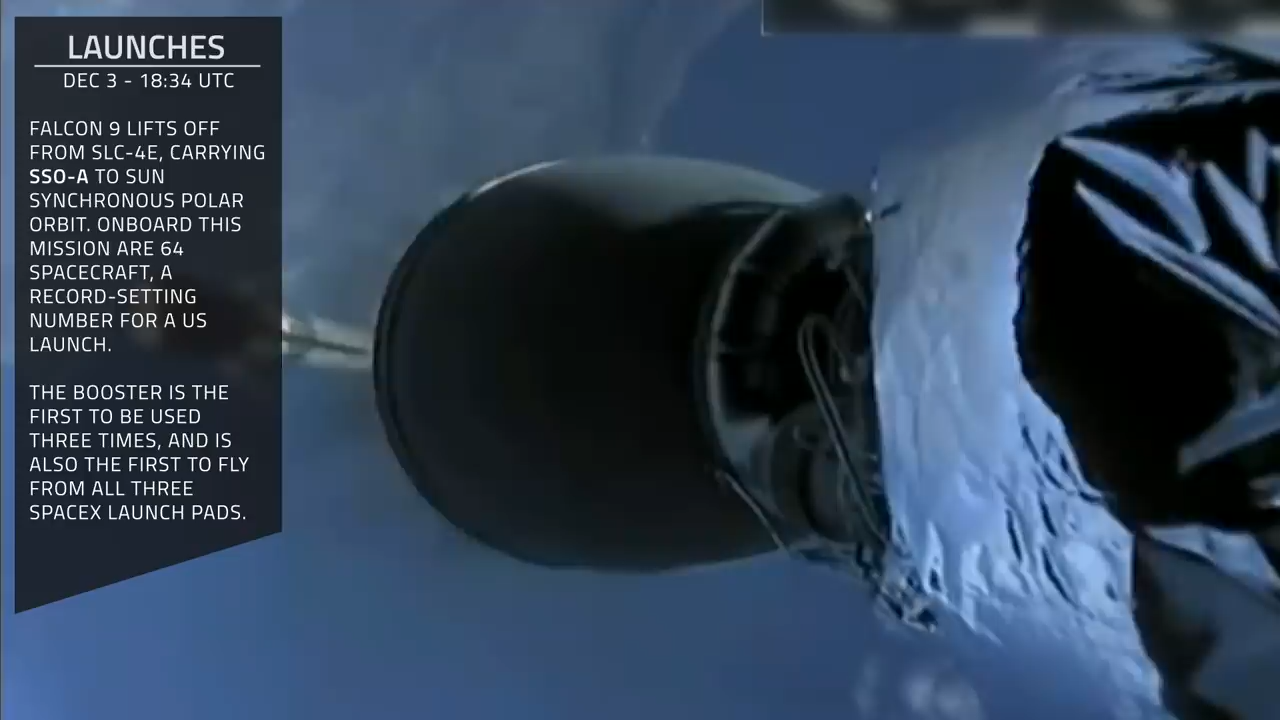 LAUNCHES
DEC 3 - 18:34 UTC
FALCON 9 LIFTS OFF
FROM SLC-4E, CARRYING
SSO-A TO SUN
SYNCHRONOUS POLAR
ORBIT. ONBOARD THIS
MISSION ARE 64
SPACECRAFT, A
RECORD-SETTING
NUMBER FOR A US
LAUNCH.
THE BOOSTER IS THE
FIRST TO BE USED
THREE TIMES, AND IS
ALSO THE FIRST TO FLY
FROM ALL THREE
SPACEX LAUNCH PADS.